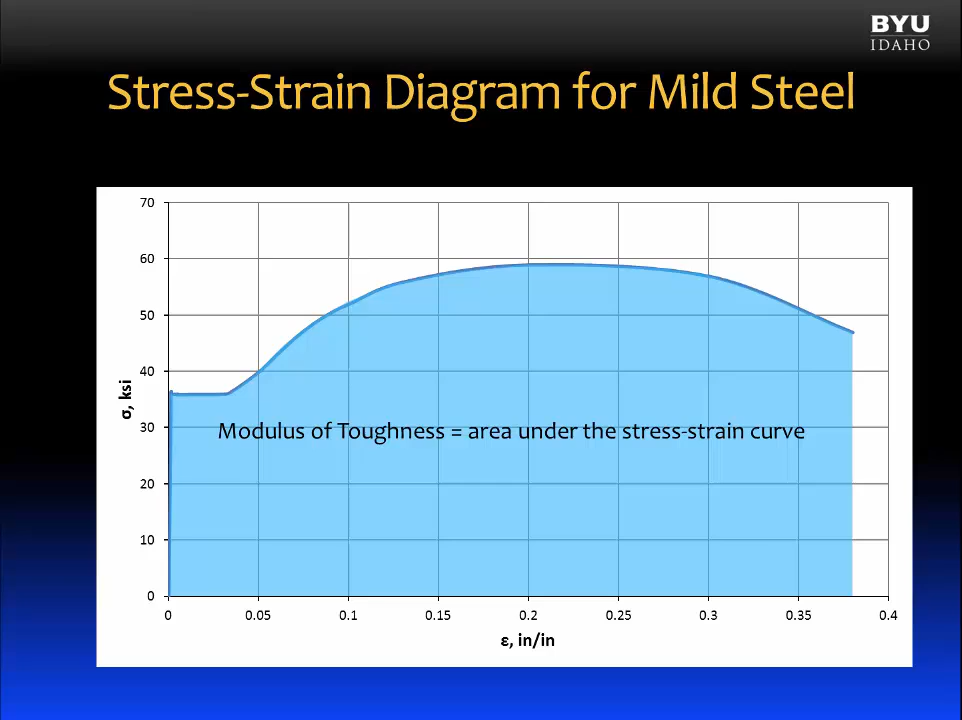 BYU
IDAHO
Stress-Strain Diagram for Mild Steel
70
60
50
40
30
20
10
0
σ, ksi
Modulus of Toughness = area under the stress-strain curve
0 0.05 0.1 0.15 0.2 0.25 0.3 0.35 0.4
ε, in/in